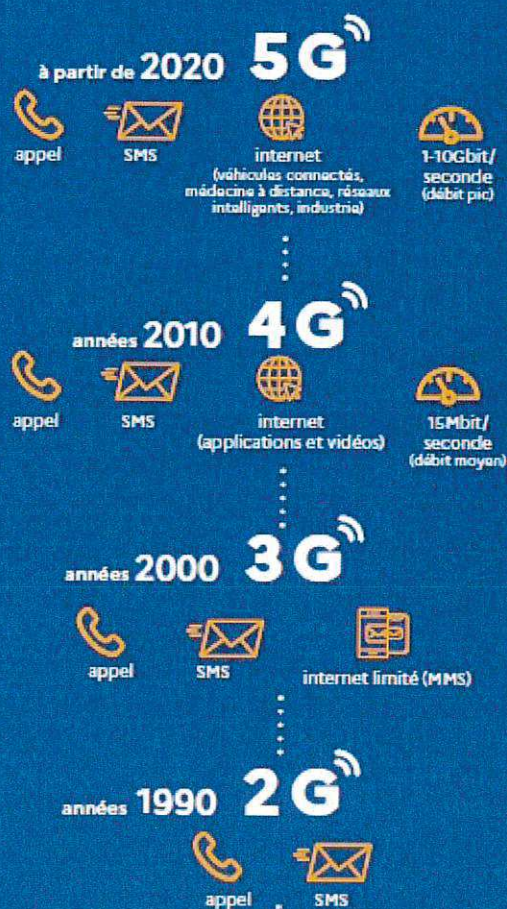 à partir de 2020 5G
appel SMS internet 1-10Gbit/
(véhicules connectés, seconde
médecine à distance, réseaux (débit pic)
intelligents, industrie)
années 2010 4G
appel SMS internet 15Mbit/
(applications et vidéos) seconde
(débit moyen)
années 2000 3G
appel SMS internet limité (MMS)
années 1990 2G
appel SMS